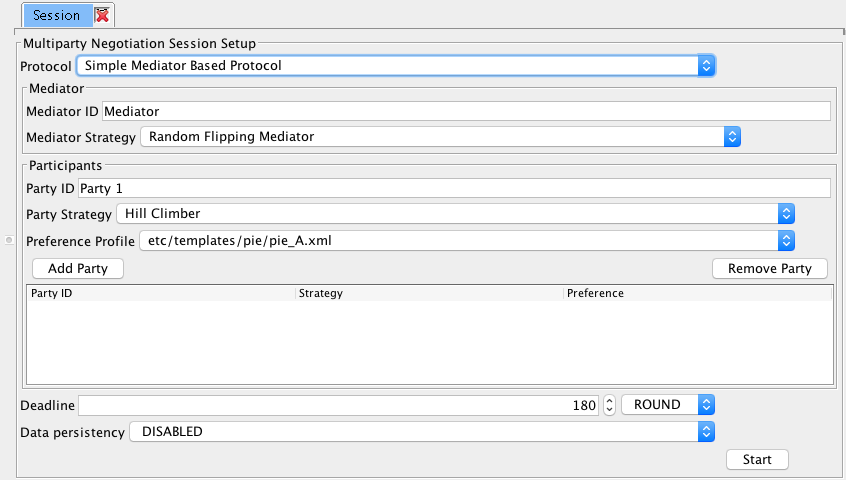 Session
Multiparty Negotiation Session Setup
Protocol Simple Mediator Based Protocol
Mediator
Mediator ID Mediator
Mediator Strategy Random Flipping Mediator
Participants
Party ID Party 1
Party Strategy Hill Climber
Preference Profile etc/templates/pie/pie_A.xml
Add Party Remove Party
Party ID Strategy Preference
Deadline 180 ROUND
Data persistency DISABLED
Start